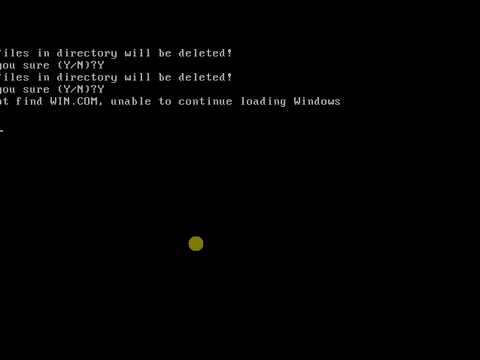 files in directory will be deleted!
you sure (Y/N)?Y
files in directory will be deleted!
you sure (Y/N)?Y
ot find WIN.COM, unable to continue loading Windows